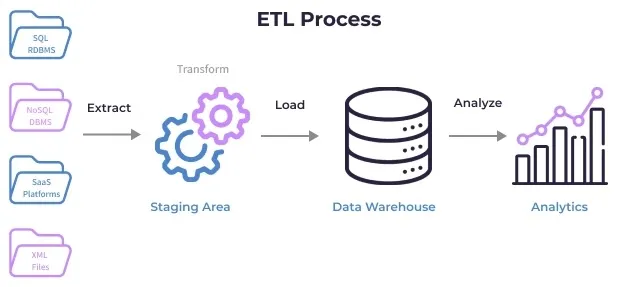 ETL Process
SQL
RDBMS
NoSQL
DBMS
SaaS
Platforms
XML
Files
Extract
Transform
Staging Area
Load
Data Warehouse
Analyze
Analytics